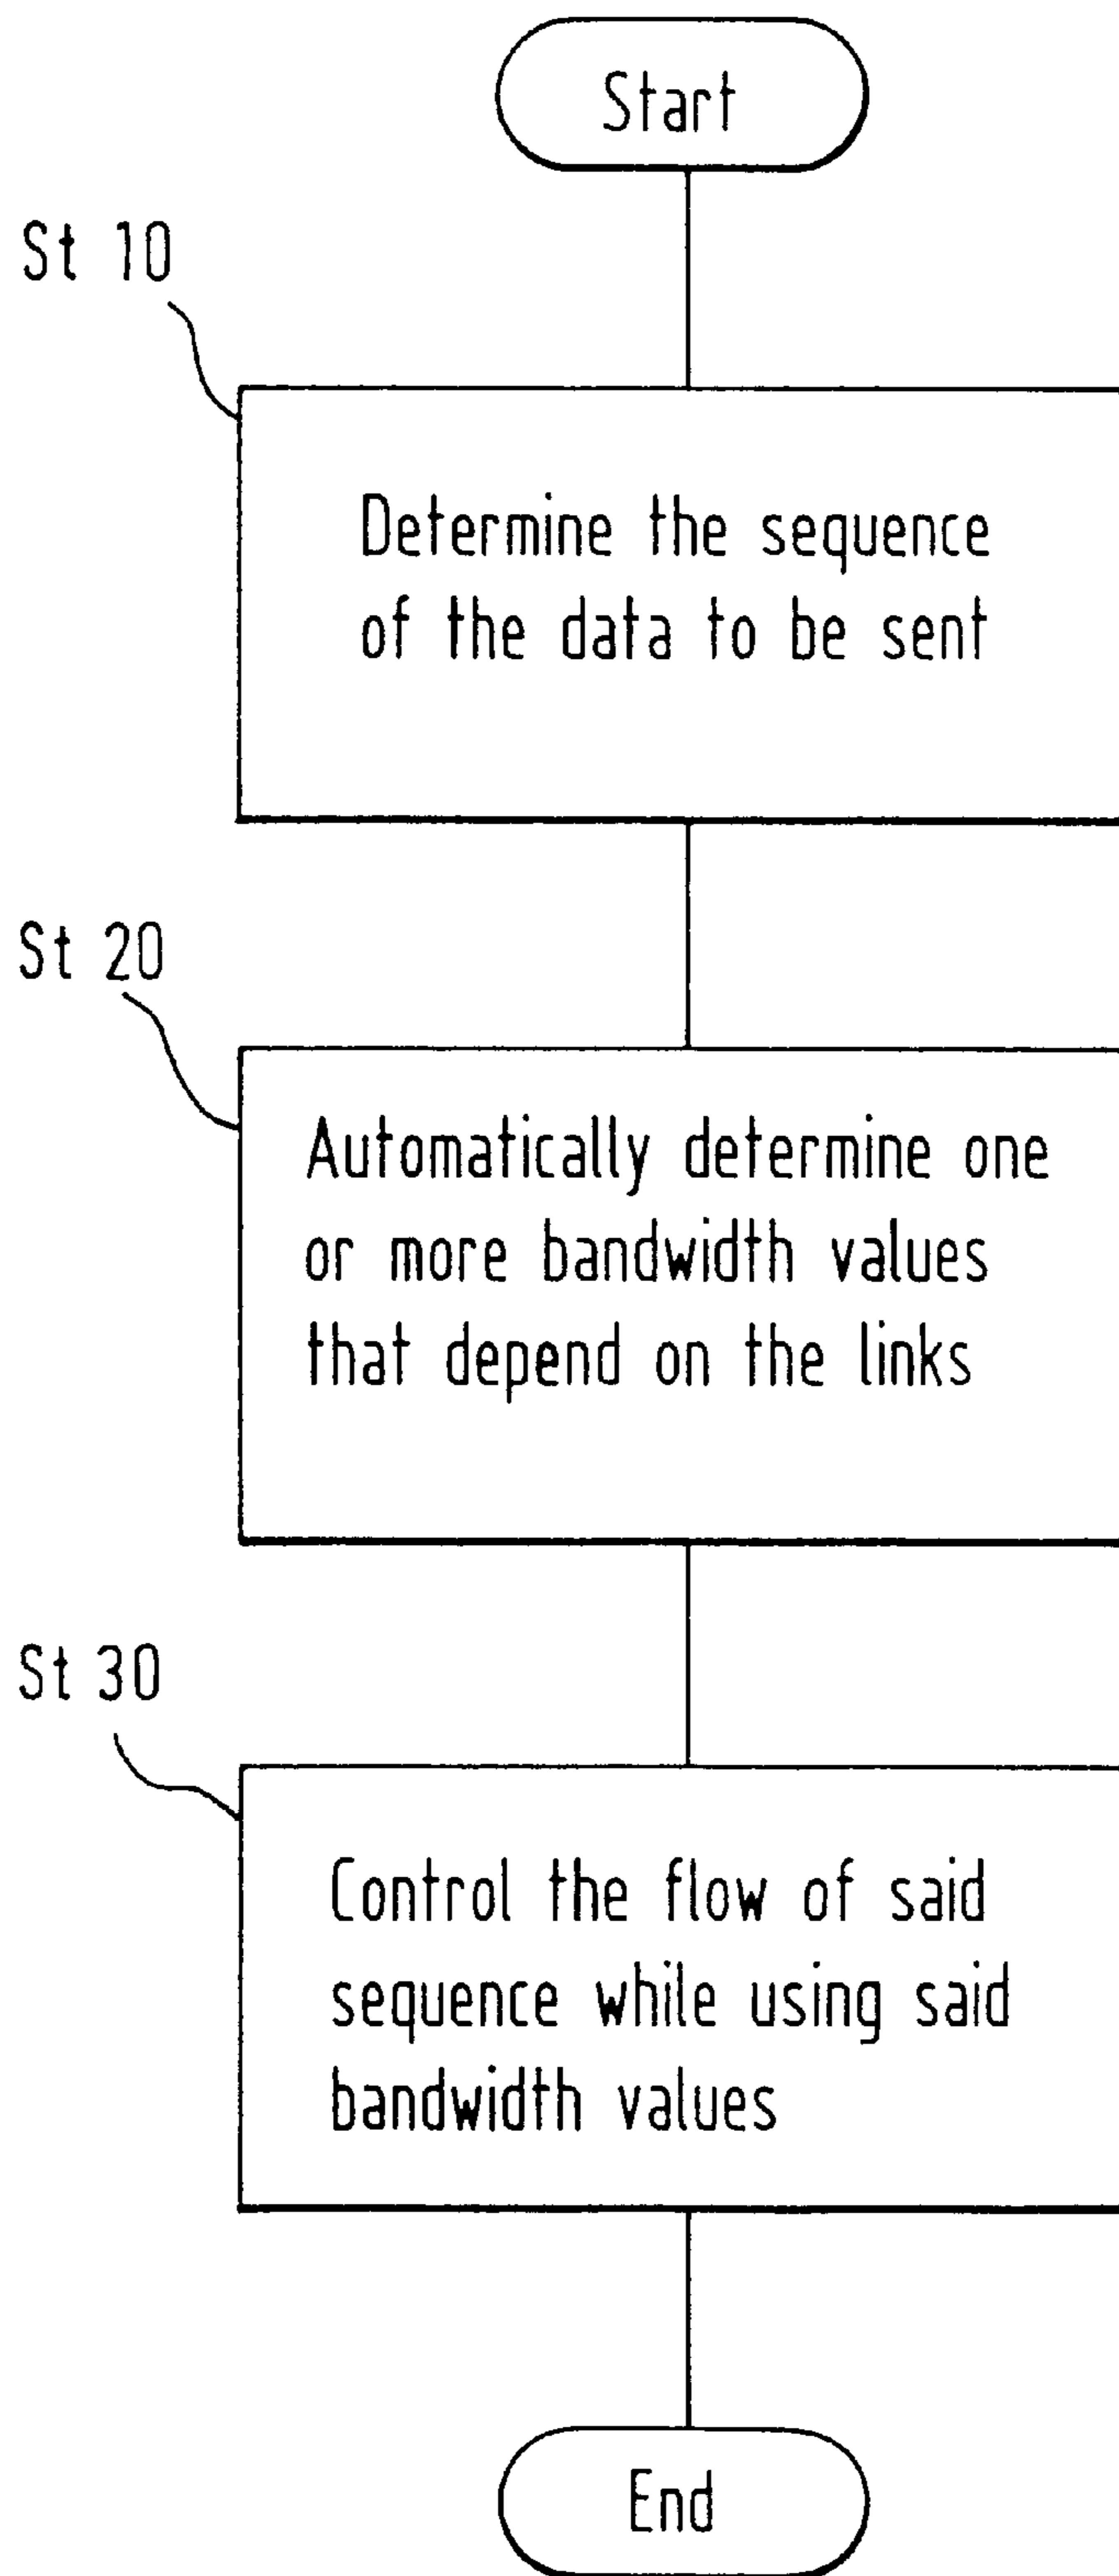 Start
St 10
Determine the sequence
of the data to be sent
St 20
Automatically determine one
or more bandwidth values
that depend on the links
St 30
Control the flow of said
sequence while using said
bandwidth values
End